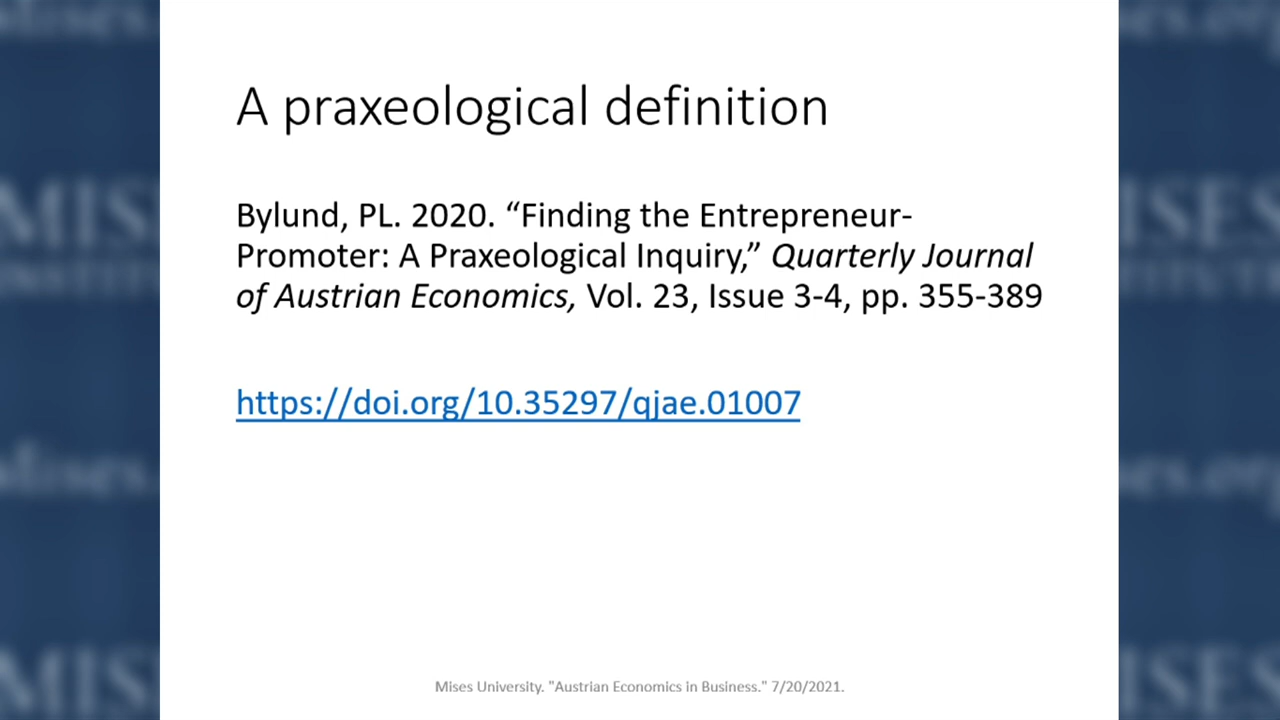 A praxeological definition
Bylund, PL. 2020. “Finding the Entrepreneur-
Promoter: A Praxeological Inquiry,” Quarterly Journal
of Austrian Economics, Vol. 23, Issue 3-4, pp. 355-389
https://doi.org/10.35297/qjae.01007
Mises University. "Austrian Economics in Business." 7/20/2021.